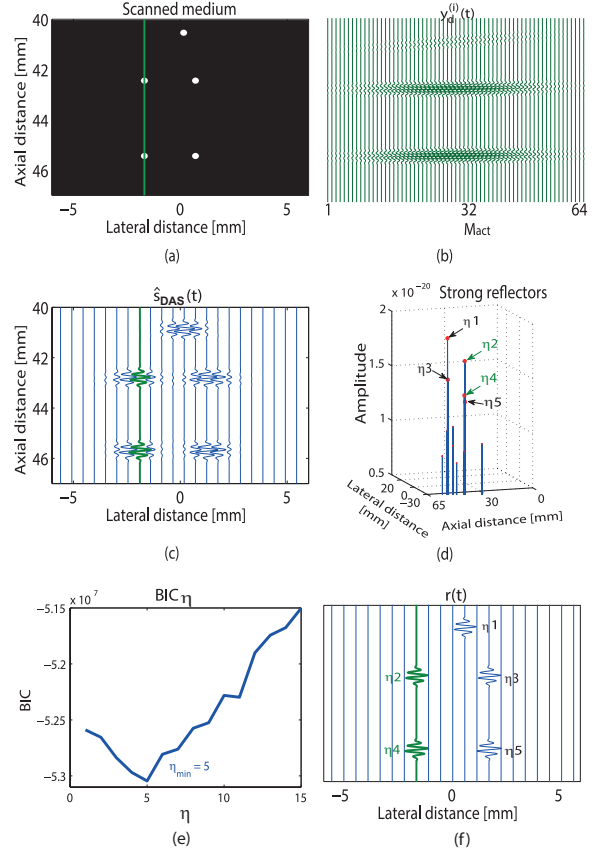 Scanned medium
40
42
44
46
Axial distance [mm]
−5
0
5
Lateral distance [mm]
(a)
y_d^(i)(t)
1
32
64
M_act
(b)
ŝ_DAS(t)
40
43
44
46
Axial distance [mm]
−5
0
5
Lateral distance [mm]
(c)
x 10^−20
Strong reflectors
2
1.5
1
0.5
Amplitude
η1
η2
η3
η4
η5
20
0
−30
Lateral distance
[mm]
65
30
0
Axial distance [mm]
(d)
x 10^7
BIC_η
−5.15
−5.2
−5.25
−5.3
BIC
η_min = 5
0
5
10
15
η
(e)
r(t)
η1
η2
η3
η4
η5
−5
0
5
Lateral distance [mm]
(f)